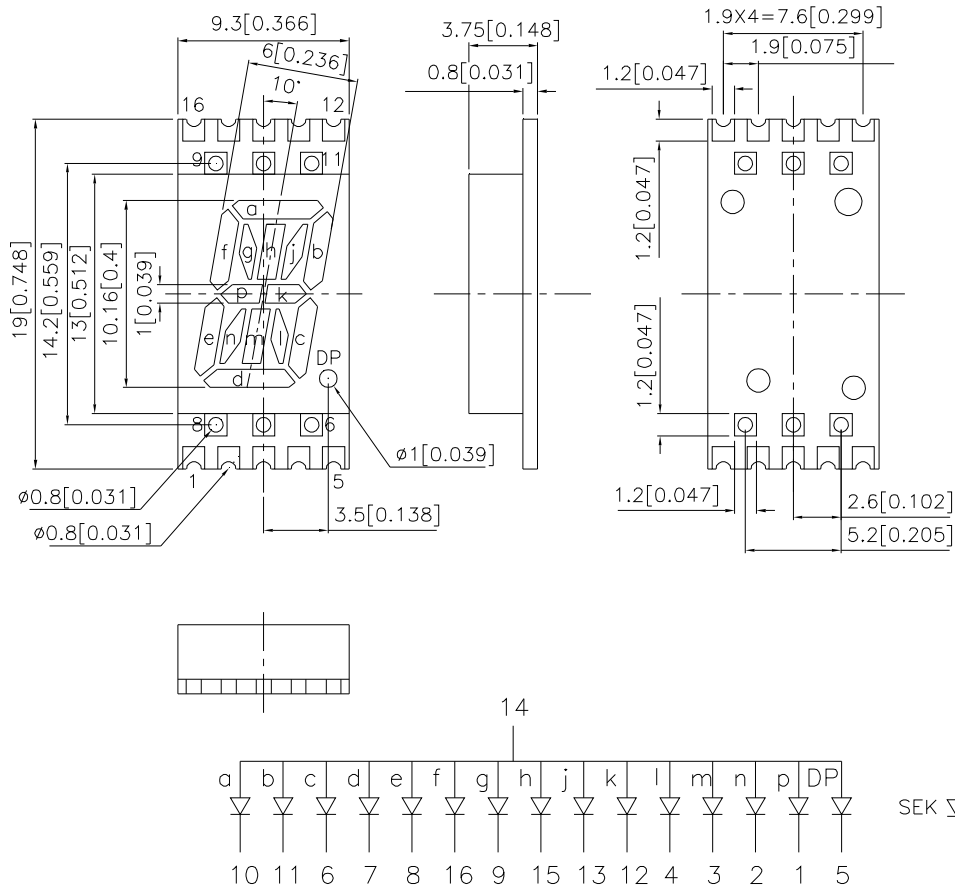 9.3[0.366]
6[0.236]
10°
16 12
9 11
a
f g h j b
p k
e n m l c
d
DP
8 6
1 5
19[0.748]
14.2[0.559]
13[0.512]
10.16[0.4]
1[0.039]
ø0.8[0.031]
ø0.8[0.031]
ø1[0.039]
3.5[0.138]
3.75[0.148]
0.8[0.031]
1.9X4=7.6[0.299]
1.9[0.075]
1.2[0.047]
1.2[0.047]
1.2[0.047]
1.2[0.047]
2.6[0.102]
5.2[0.205]
14
a b c d e f g h j k l m n p DP
SEK
10 11 6 7 8 16 9 15 13 12 4 3 2 1 5